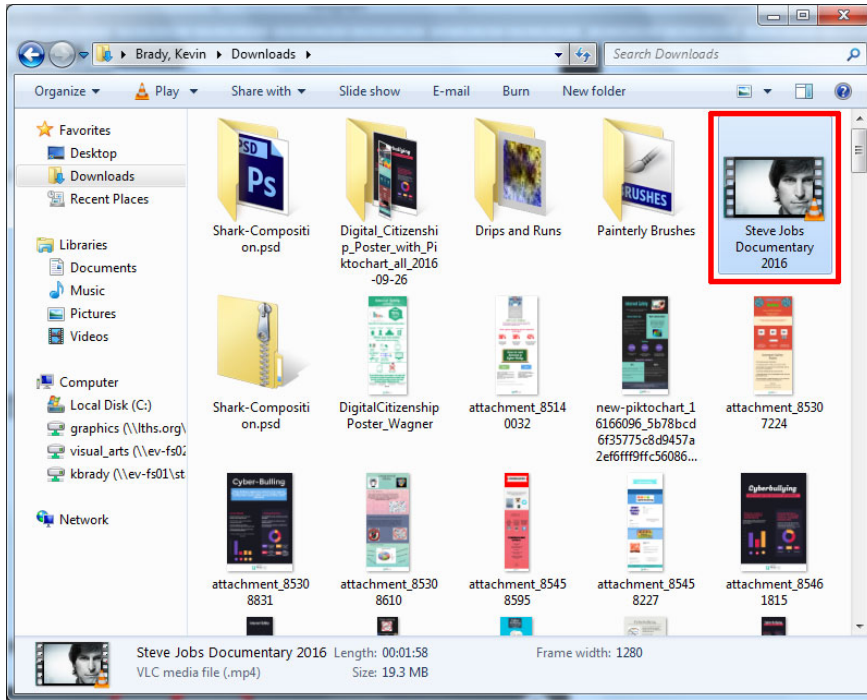 Brady, Kevin Downloads
Search Downloads
Organize Play Share with Slide show E-mail Burn New folder
Favorites
Desktop
Downloads
Recent Places
Libraries
Documents
Music
Pictures
Videos
Computer
Local Disk (C:)
graphics (\\lths.org\
visual_arts (\\ev-fs02
kbrady (\\ev-fs01\st
Network
PSD
Ps
Shark-Compositi
on.psd
Digital_Citizenshi
p_Poster_with_Pi
ktochart_all_2016
-09-26
Drips and Runs
BRUSHES
Painterly Brushes
Steve Jobs
Documentary
2016
Shark-Compositi
on.psd
DigitalCitizenship
Poster_Wagner
attachment_8514
0032
new-piktochart_1
6166096_5b78bcd
6f35775c8d9457a
2ef6fff9ffc56086...
attachment_8530
7224
Cyber-Bulling
attachment_8530
8831
attachment_8530
8610
attachment_8545
8595
attachment_8545
8227
Cyberbullying
attachment_8546
1815
Steve Jobs Documentary 2016 Length: 00:01:58 Frame width: 1280
VLC media file (.mp4) Size: 19.3 MB